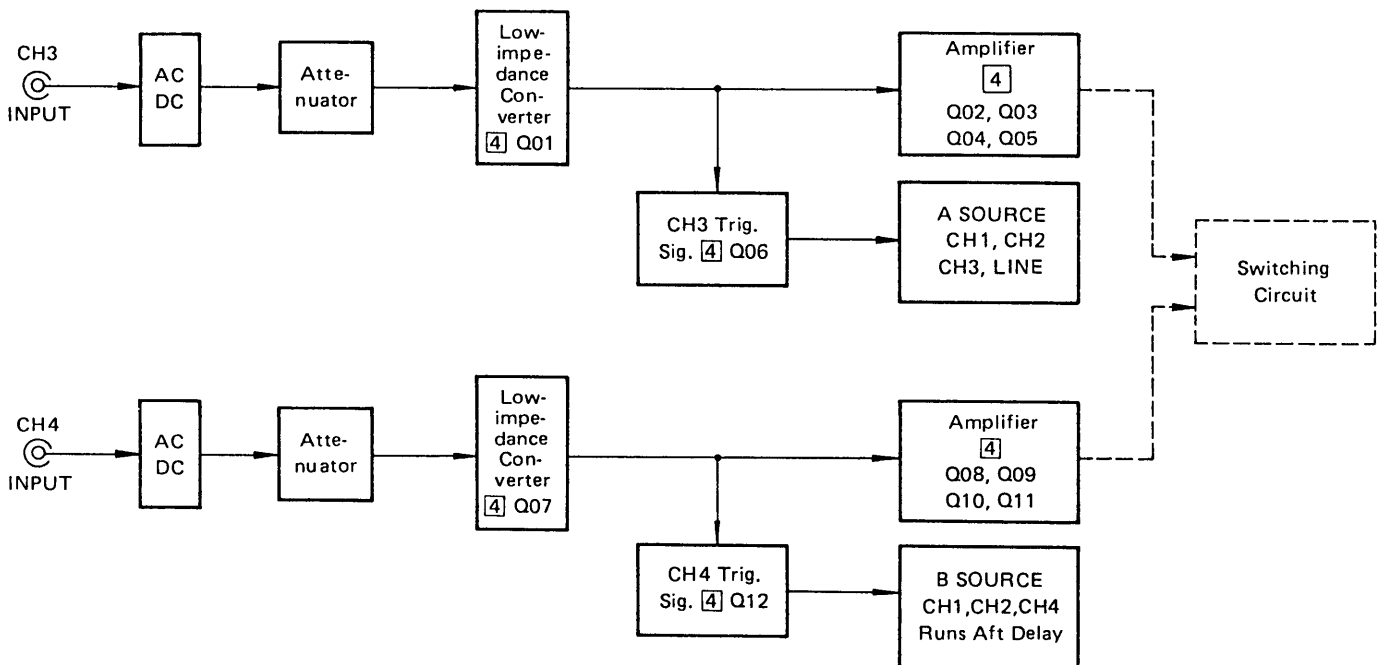 CH3
INPUT
AC
DC
Atte-
nuator
Low-
impe-
dance
Con-
verter
4 Q01
Amplifier
4
Q02, Q03
Q04, Q05
CH3 Trig.
Sig. 4 Q06
A SOURCE
CH1, CH2
CH3, LINE
Switching
Circuit
CH4
INPUT
AC
DC
Atte-
nuator
Low-
impe-
dance
Con-
verter
4 Q07
Amplifier
4
Q08, Q09
Q10, Q11
CH4 Trig.
Sig. 4 Q12
B SOURCE
CH1,CH2,CH4
Runs Aft Delay